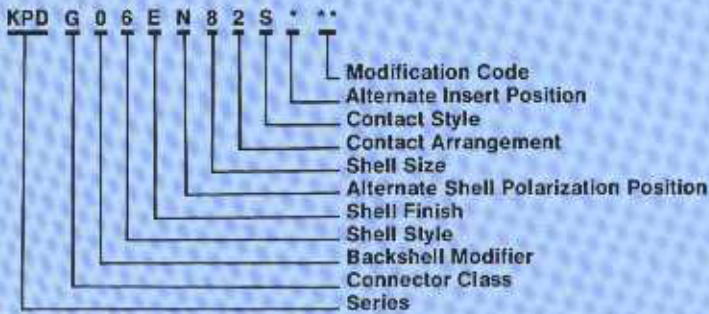 KPD G 0 6 E N 8 2 S * **
Modification Code
Alternate Insert Position
Contact Style
Contact Arrangement
Shell Size
Alternate Shell Polarization Position
Shell Finish
Shell Style
Backshell Modifier
Connector Class
Series